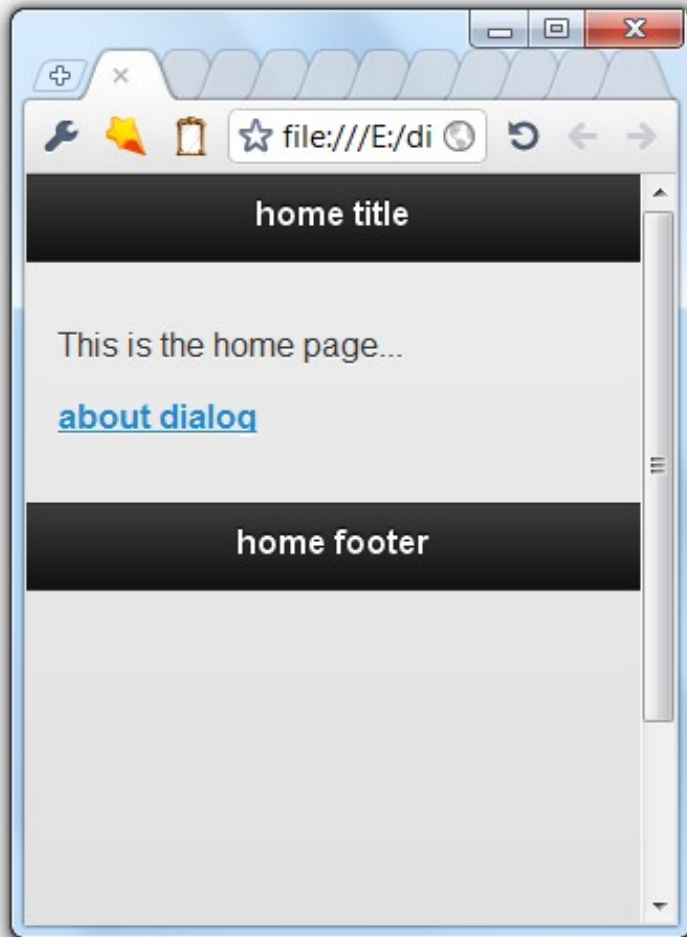 file:///E:/di
home title
This is the home page...
about dialog
home footer